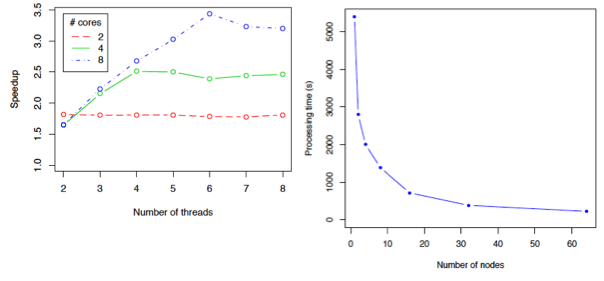 # cores
2
4
8
Speedup
3.5
3.0
2.5
2.0
1.5
1.0
2 3 4 5 6 7 8
Number of threads
Processing time (s)
5000
4000
3000
2000
1000
0
0 10 20 30 40 50 60
Number of nodes